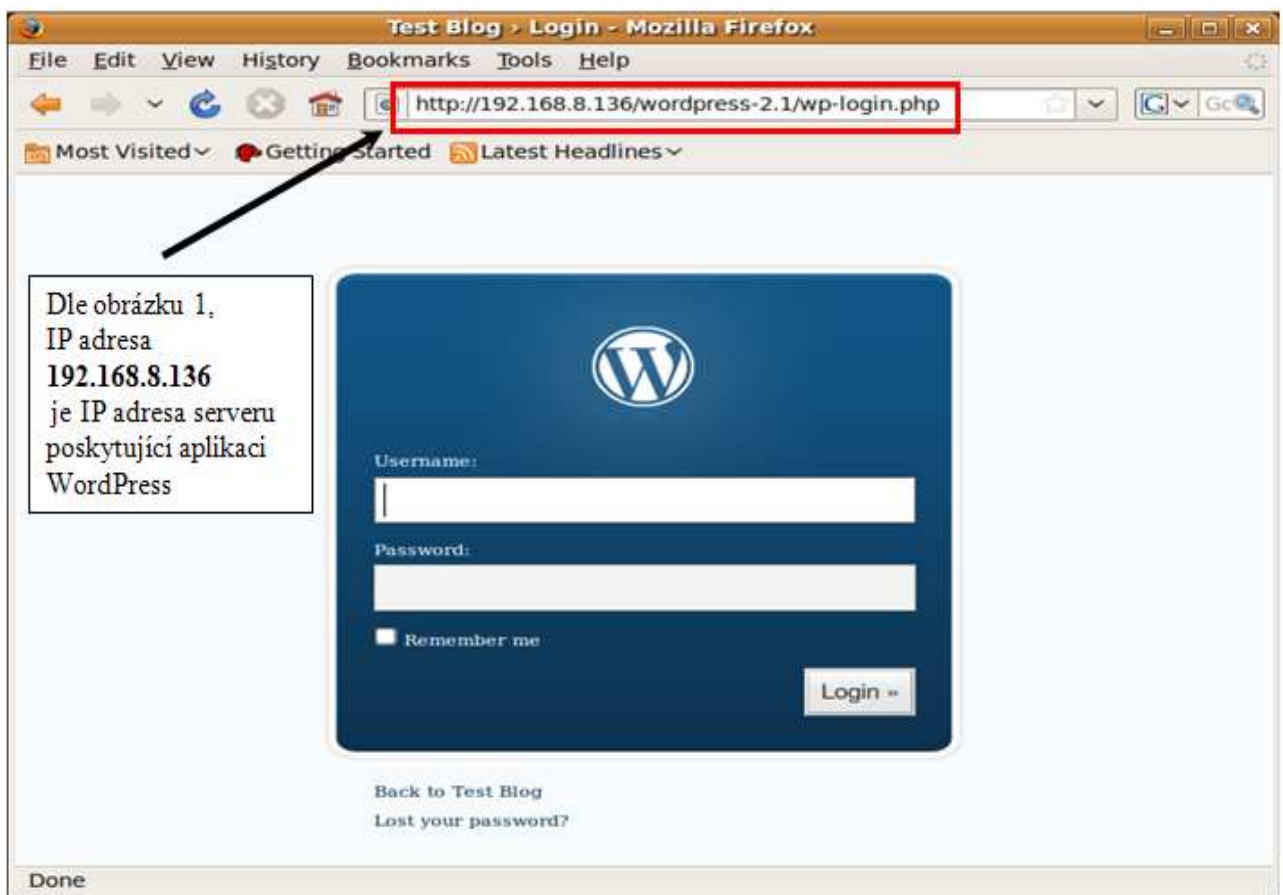 Test Blog › Login - Mozilla Firefox
File Edit View History Bookmarks Tools Help
http://192.168.8.136/wordpress-2.1/wp-login.php
Most Visited Getting Started Latest Headlines
Dle obrázku 1,
IP adresa
192.168.8.136
je IP adresa serveru
poskytující aplikaci
WordPress
Username:
Password:
Remember me
Login »
Back to Test Blog
Lost your password?
Done